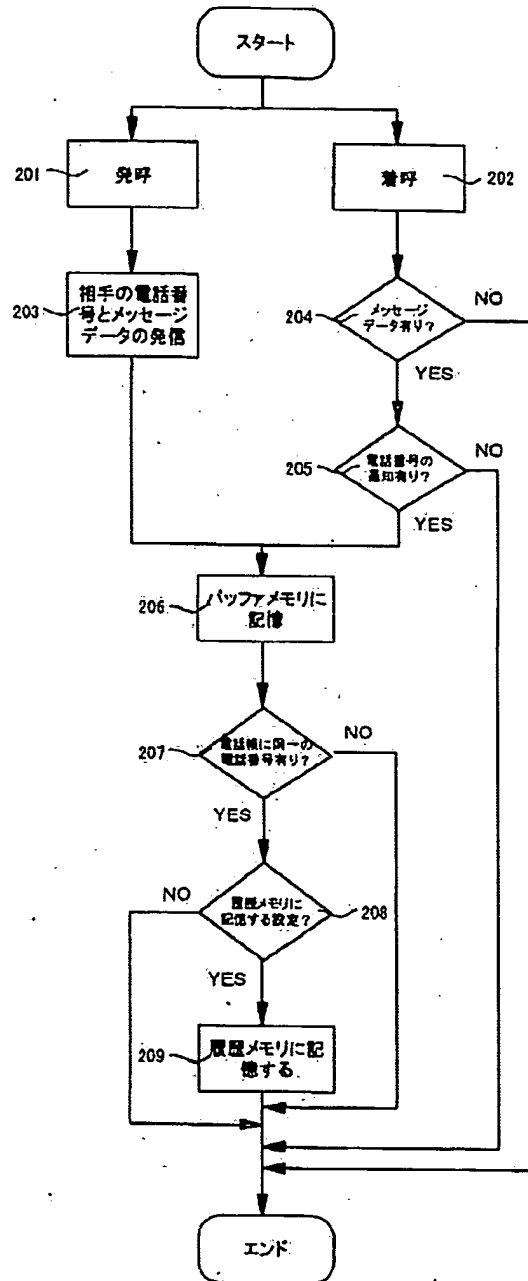 スタート
201
発呼
着呼
202
203
相手の電話番
号とメッセージ
データの発信
204
メッセージ
データ有り?
NO
YES
205
電話番号の
通知有り?
NO
YES
206
バッファメモリに
記憶
207
電話帳に同一の
電話番号有り?
NO
YES
208
履歴メモリに
記憶する設定?
NO
YES
209
履歴メモリに記
憶する
エンド